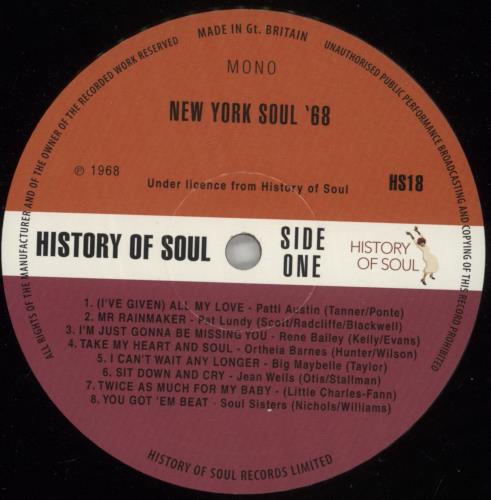 MADE IN Gt. BRITAIN
ALL RIGHTS OF THE MANUFACTURER AND OF THE OWNER OF THE RECORDED WORK RESERVED
UNAUTHORISED PUBLIC PERFORMANCE BROADCASTING AND COPYING OF THIS RECORD PROHIBITED
MONO
NEW YORK SOUL '68
℗ 1968
Under licence from History of Soul
HS18
HISTORY OF SOUL
SIDE
ONE
HISTORY
OF SOUL
1. (I'VE GIVEN) ALL MY LOVE - Patti Austin (Tanner/Ponte)
2. MR RAINMAKER - Pat Lundy (Scott/Radcliffe/Blackwell)
3. I'M JUST GONNA BE MISSING YOU - Rene Bailey (Kelly/Evans)
4. TAKE MY HEART AND SOUL - Ortheia Barnes (Hunter/Wilson)
5. I CAN'T WAIT ANY LONGER - Big Maybelle (Taylor)
6. SIT DOWN AND CRY - Jean Wells (Otis/Stallman)
7. TWICE AS MUCH FOR MY BABY - (Little Charles-Fann)
8. YOU GOT 'EM BEAT - Soul Sisters (Nichols/Williams)
HISTORY OF SOUL RECORDS LIMITED